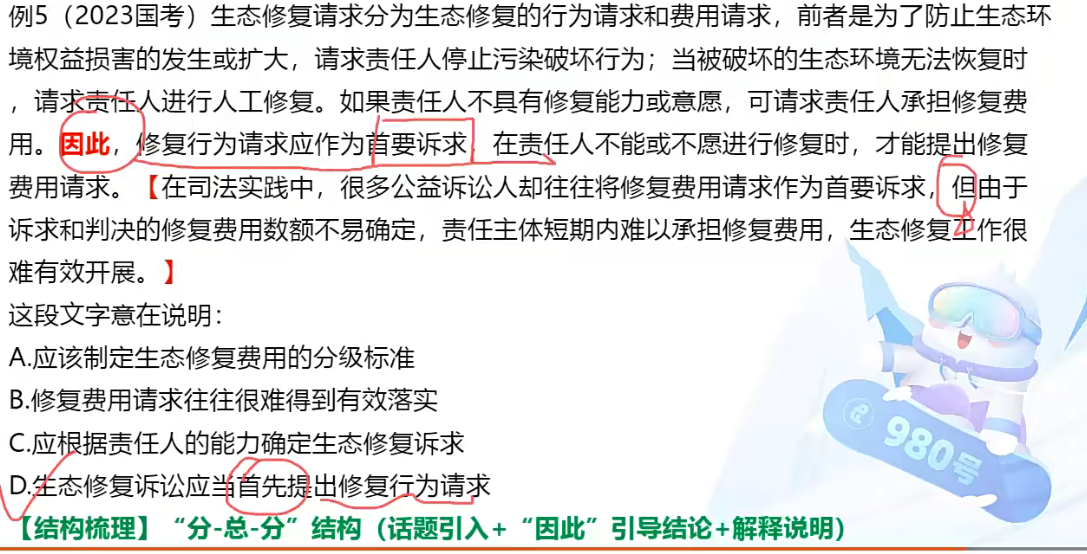 例5（2023国考）生态修复请求分为生态修复的行为请求和费用请求，前者是为了防止生态环
境权益损害的发生或扩大，请求责任人停止污染破坏行为；当被破坏的生态环境无法恢复时
，请求责任人进行人工修复。如果责任人不具有修复能力或意愿，可请求责任人承担修复费
用。因此，修复行为请求应作为首要诉求，在责任人不能或不愿进行修复时，才能提出修复
费用请求。【在司法实践中，很多公益诉讼人却往往将修复费用请求作为首要诉求，但由于
诉求和判决的修复费用数额不易确定，责任主体短期内难以承担修复费用，生态修复工作很
难有效开展。】
这段文字意在说明：
A.应该制定生态修复费用的分级标准
B.修复费用请求往往很难得到有效落实
C.应根据责任人的能力确定生态修复诉求
D.生态修复诉讼应当首先提出修复行为请求
【结构梳理】“分-总-分”结构（话题引入+“因此”引导结论+解释说明）
980号